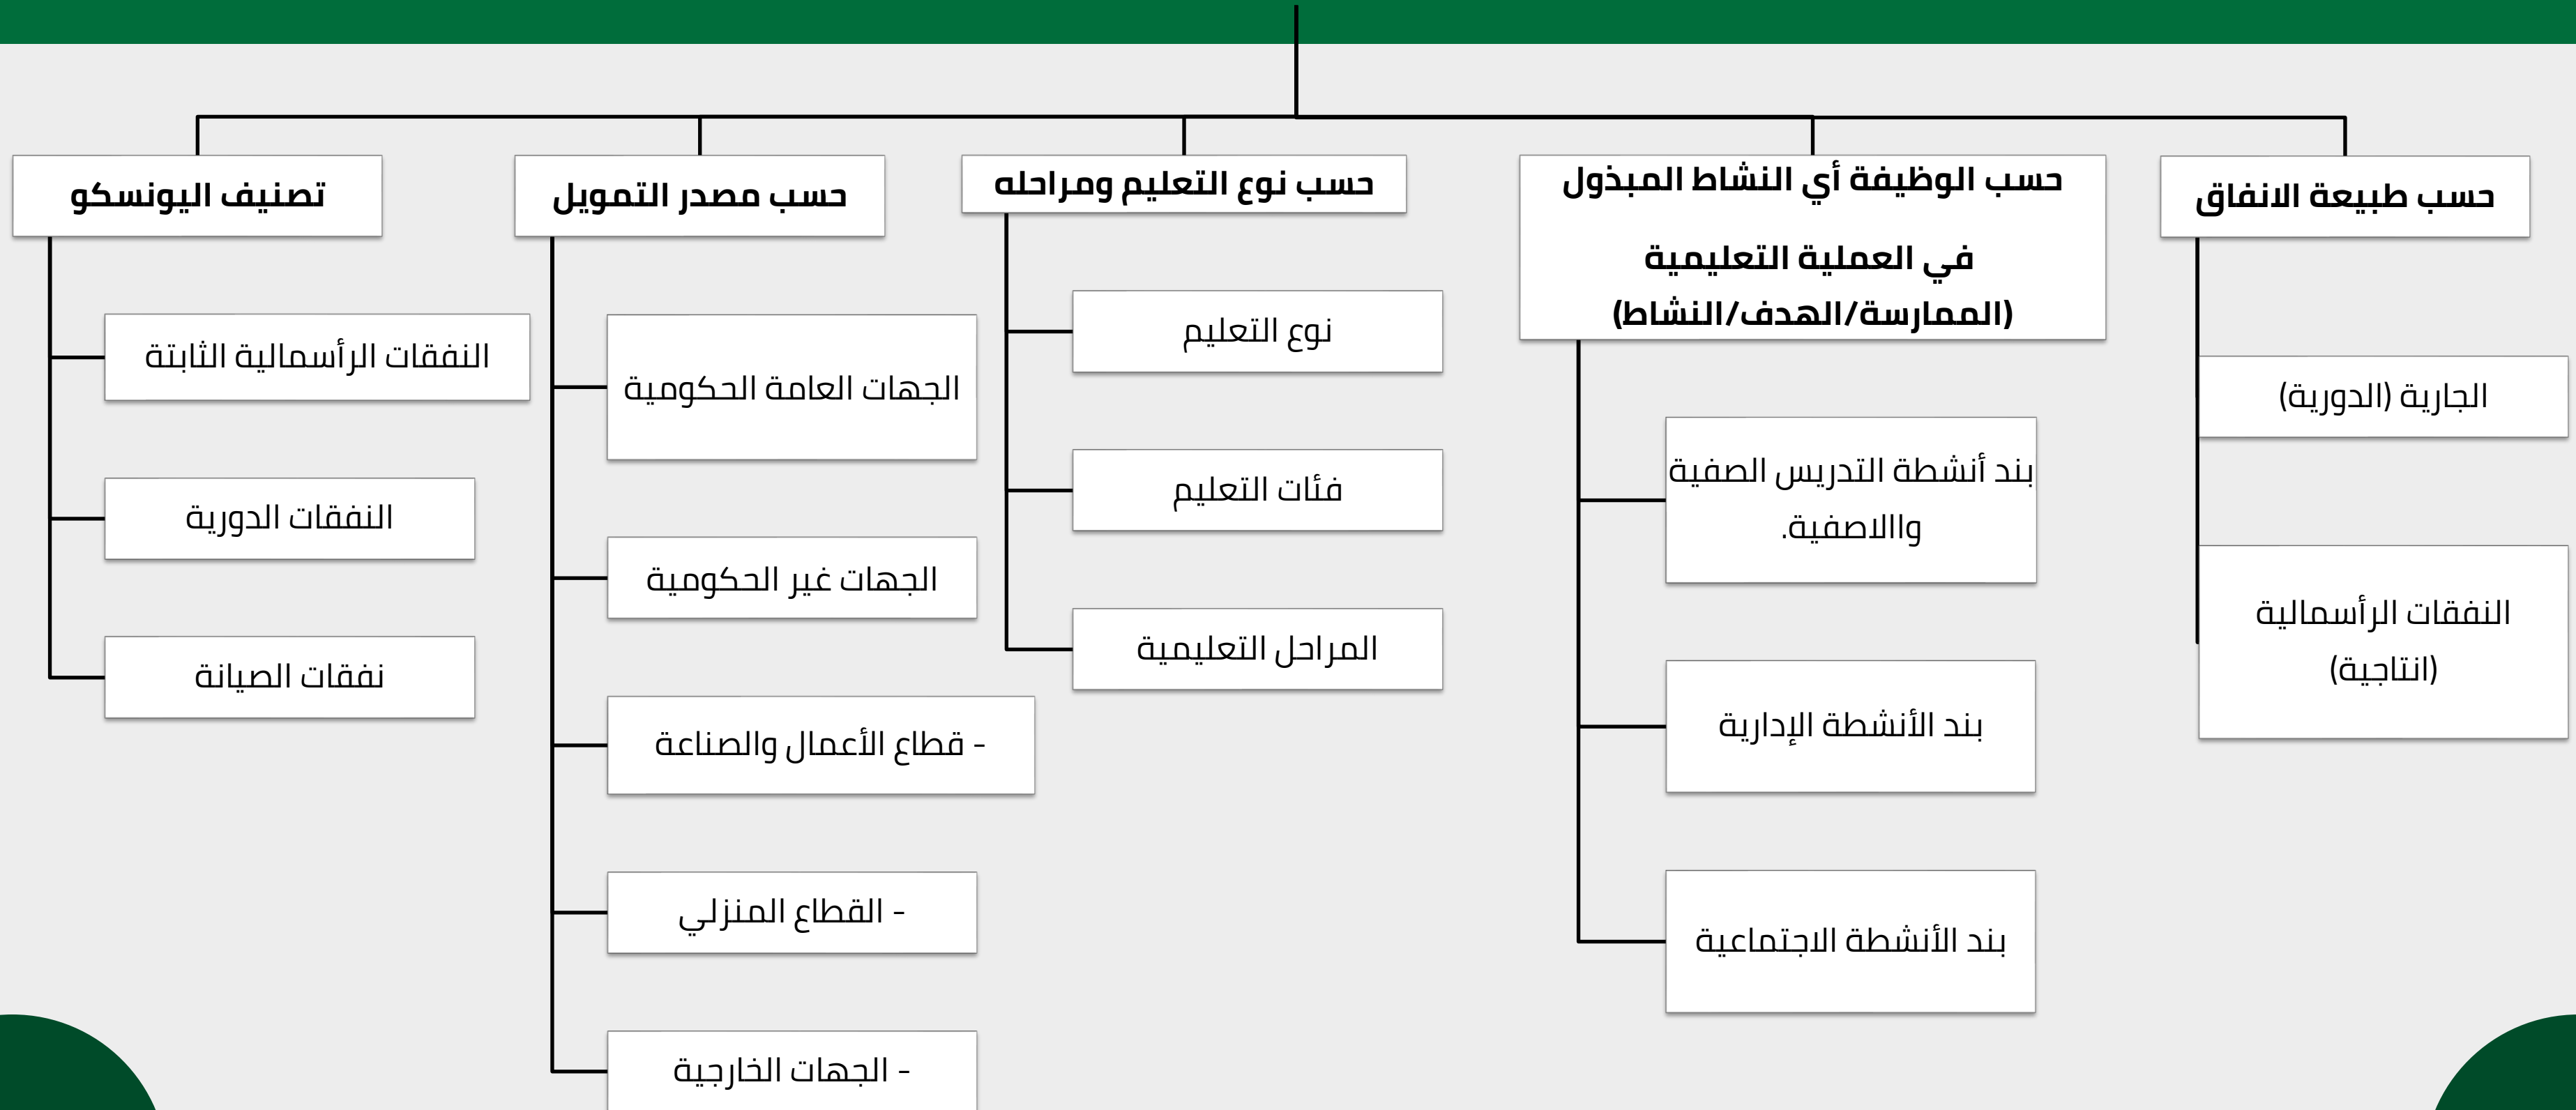 حسب طبيعة الانفاق
الجارية (الدورية)
النفقات الرأسمالية
(انتاجية)
حسب الوظيفة أي النشاط المبذول
في العملية التعليمية
(الممارسة/الهدف/النشاط)
بند أنشطة التدريس الصفية
واالاصفية.
بند الأنشطة الإدارية
بند الأنشطة الاجتماعية
حسب نوع التعليم ومراحله
نوع التعليم
فئات التعليم
المراحل التعليمية
حسب مصدر التمويل
الجهات العامة الحكومية
الجهات غير الحكومية
- قطاع الأعمال والصناعة
- القطاع المنزلي
- الجهات الخارجية
تصنيف اليونسكو
النفقات الرأسمالية الثابتة
النفقات الدورية
نفقات الصيانة